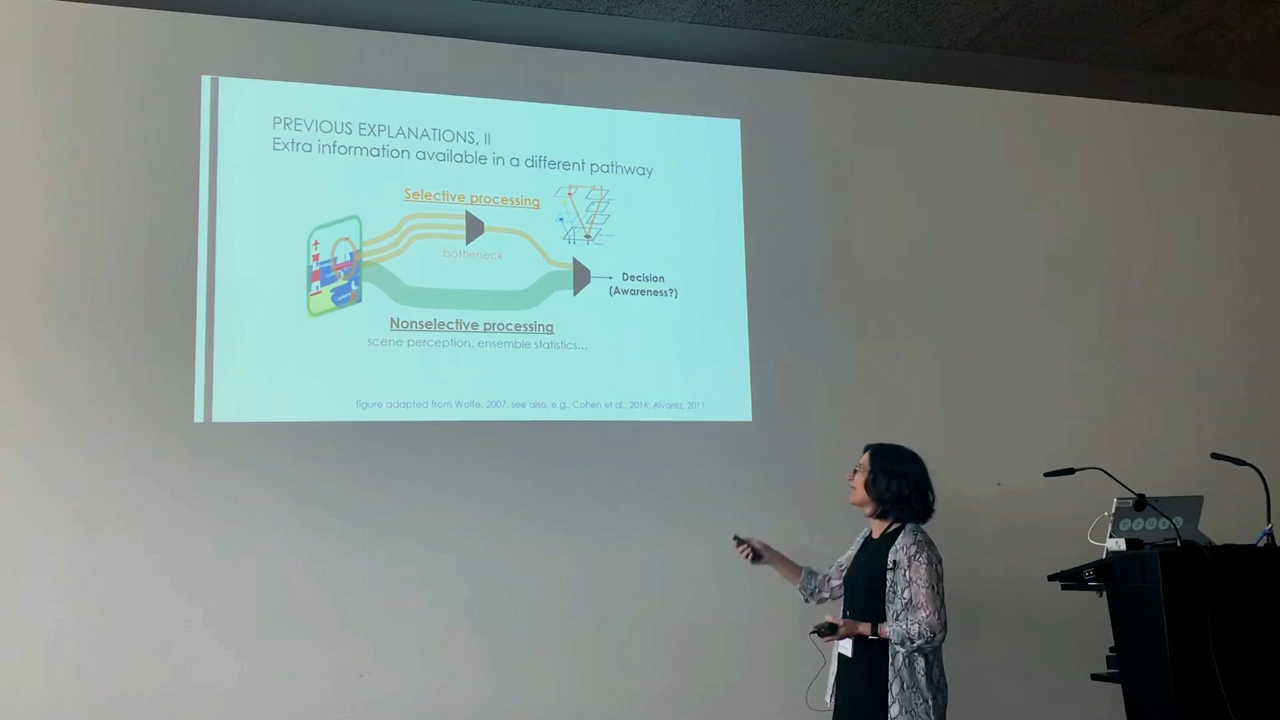 PREVIOUS EXPLANATIONS, II
Extra information available in a different pathway
Selective processing
bottleneck
Decision
(Awareness?)
Nonselective processing
scene perception, ensemble statistics...
Figure adapted from Wolfe, 2007; see also, e.g., Cohen et al., 2016; Alvarez, 2011